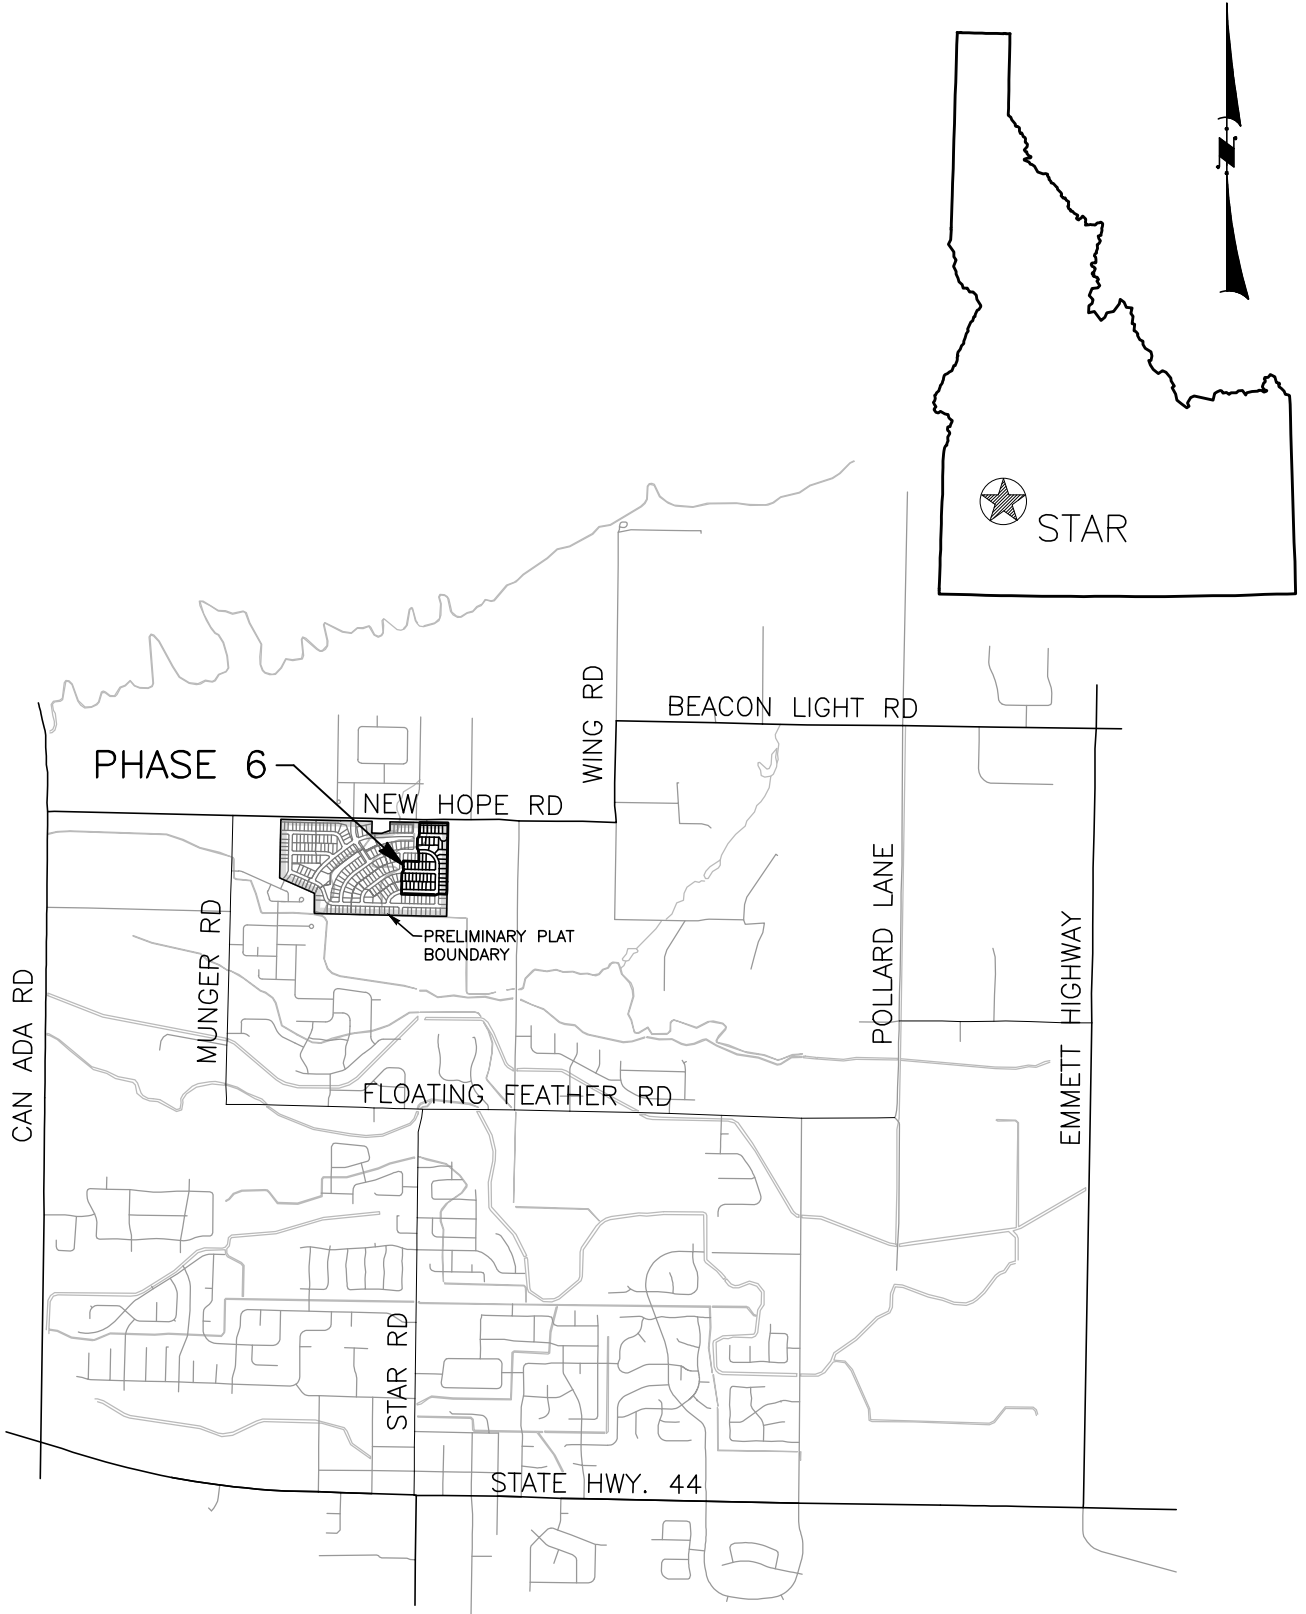 N
STAR
WING RD
BEACON LIGHT RD
PHASE 6
NEW HOPE RD
POLLARD LANE
MUNGER RD
PRELIMINARY PLAT
BOUNDARY
EMMETT HIGHWAY
CAN ADA RD
FLOATING FEATHER RD
STAR RD
STATE HWY. 44